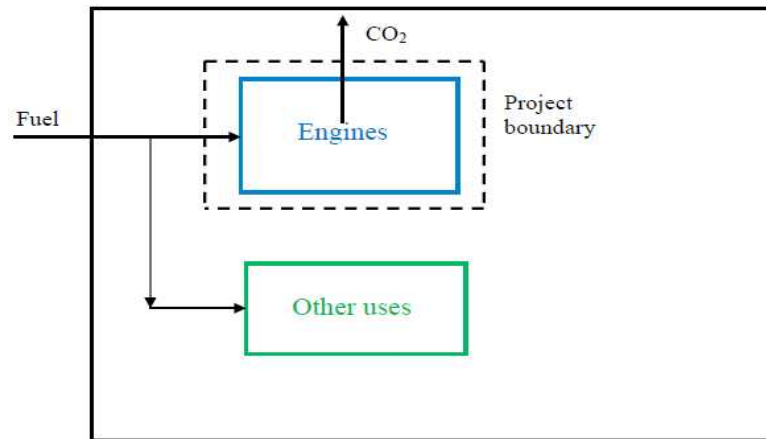 CO₂
Fuel
Engines
Project
boundary
Other uses